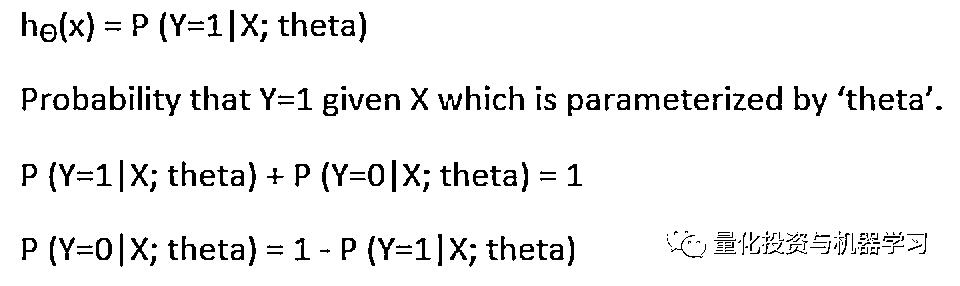 hΘ(x) = P (Y=1|X; theta)
Probability that Y=1 given X which is parameterized by ‘theta’.
P (Y=1|X; theta) + P (Y=0|X; theta) = 1
P (Y=0|X; theta) = 1 - P (Y=1|X; theta)
量化投资与机器学习